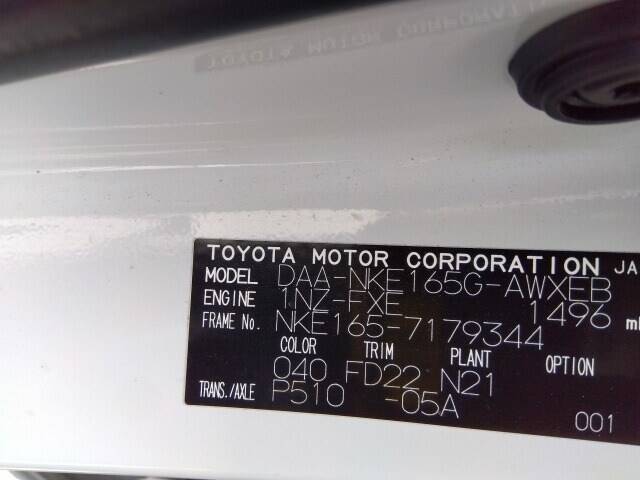 TOYOTA MOTOR CORPORATION JA
MODEL DAA-NKE165G-AWXEB
ENGINE 1NZ-FXE 1496 m
FRAME No. NKE165-7179344
COLOR TRIM PLANT OPTION
040 FD22 N21
TRANS./AXLE P510 -05A
001